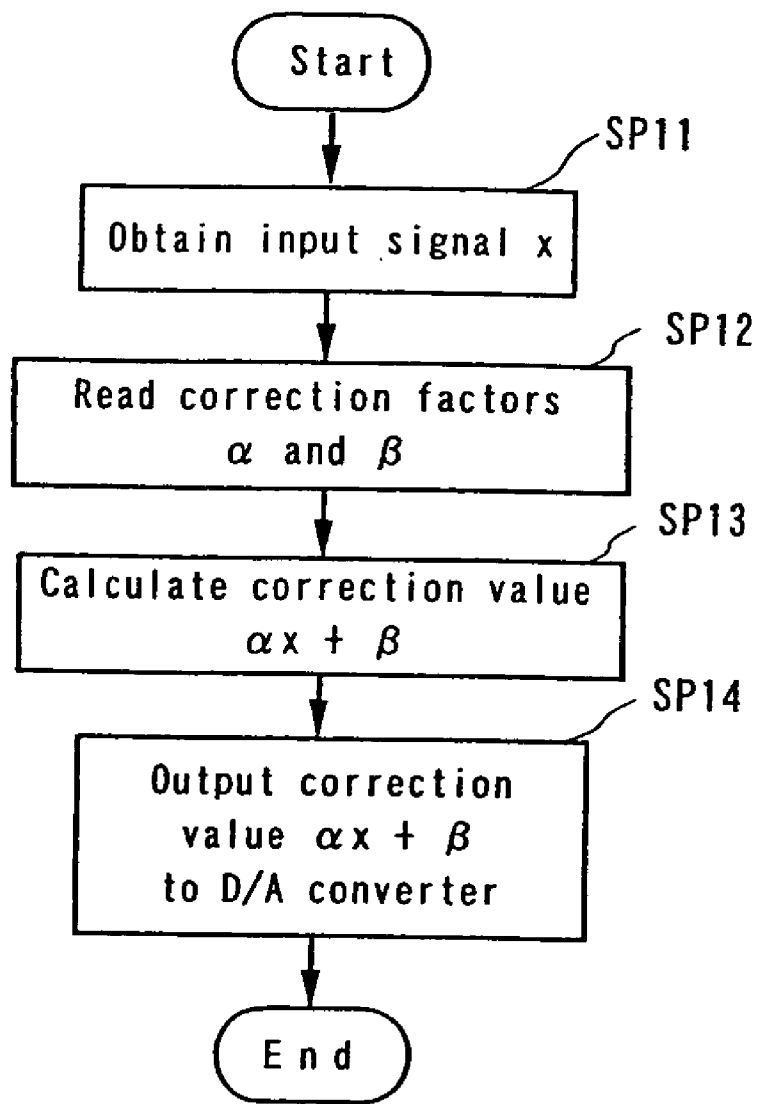 Start
SP11
Obtain input signal x
SP12
Read correction factors
α and β
SP13
Calculate correction value
αx + β
SP14
Output correction
value αx + β
to D/A converter
End